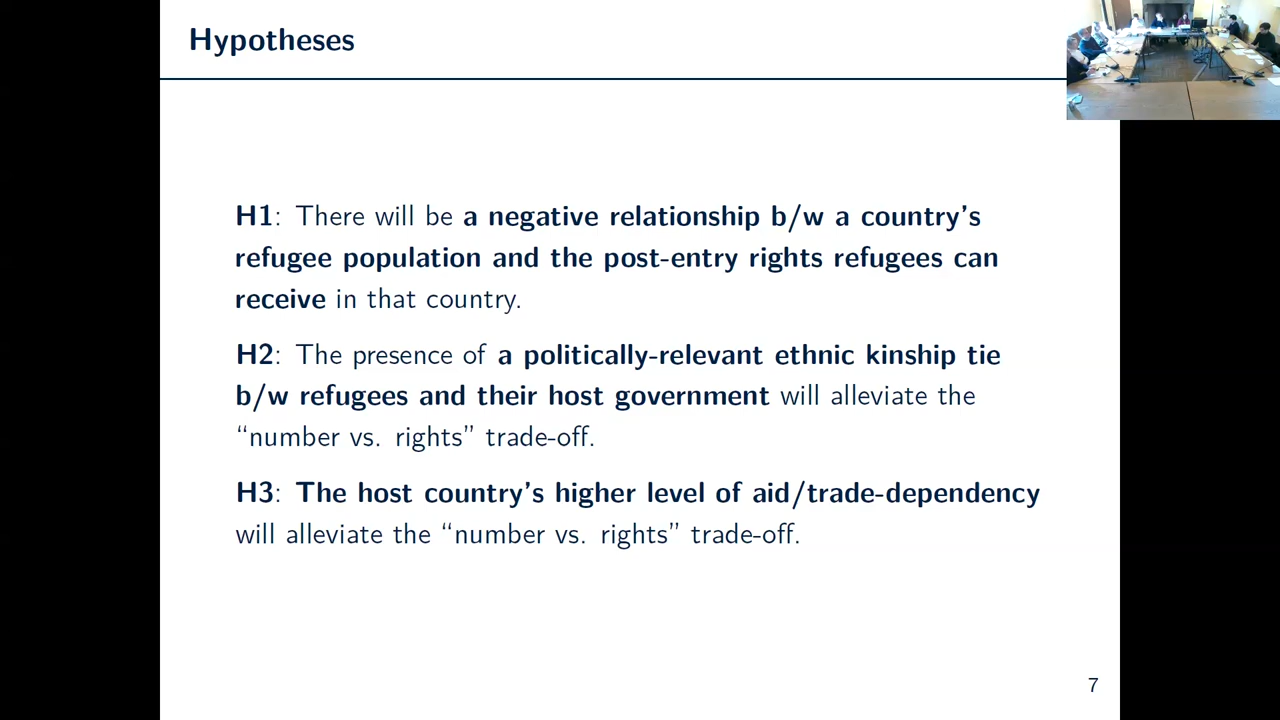 Hypotheses
H1: There will be a negative relationship b/w a country's
refugee population and the post-entry rights refugees can
receive in that country.
H2: The presence of a politically-relevant ethnic kinship tie
b/w refugees and their host government will alleviate the
“number vs. rights” trade-off.
H3: The host country's higher level of aid/trade-dependency
will alleviate the “number vs. rights” trade-off.
7